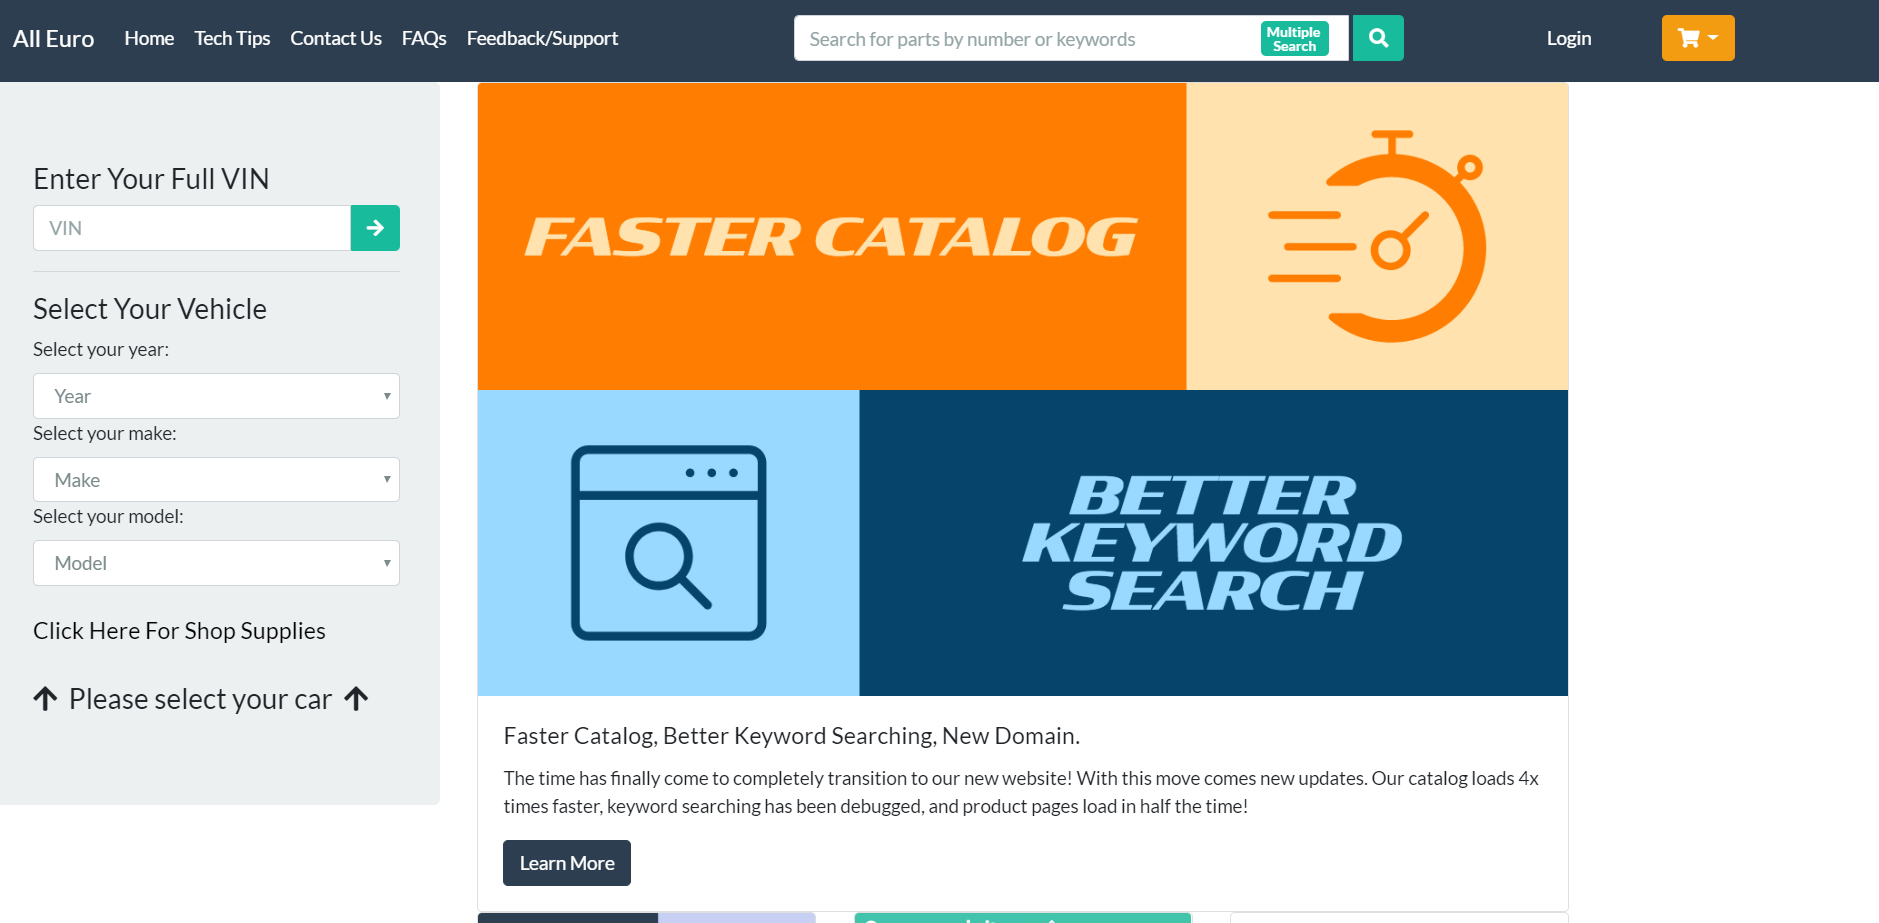 All Euro
Home
Tech Tips
Contact Us
FAQs
Feedback/Support
Search for parts by number or keywords
Multiple
Search
Login
Enter Your Full VIN
VIN
Select Your Vehicle
Select your year:
Year
Select your make:
Make
Select your model:
Model
Click Here For Shop Supplies
Please select your car
FASTER CATALOG
BETTER
KEYWORD
SEARCH
Faster Catalog, Better Keyword Searching, New Domain.
The time has finally come to completely transition to our new website! With this move comes new updates. Our catalog loads 4x
times faster, keyword searching has been debugged, and product pages load in half the time!
Learn More